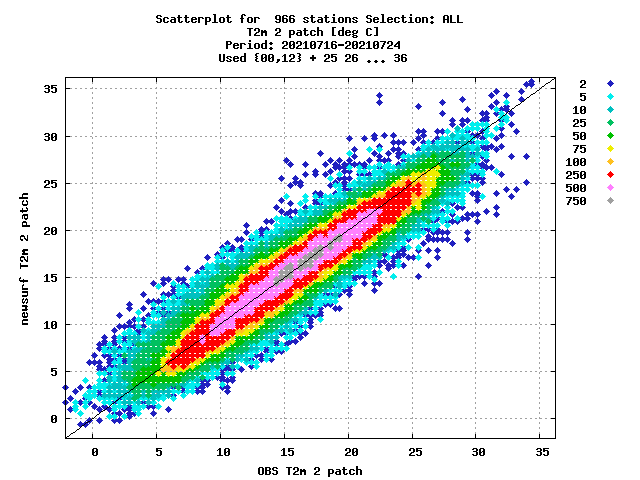 Scatterplot for 966 stations Selection: ALL
T2m 2 patch [deg C]
Period: 20210716-20210724
Used {00,12} + 25 26 ... 36
35
30
25
20
15
10
5
0
newsurf T2m 2 patch
0 5 10 15 20 25 30 35
OBS T2m 2 patch
2
5
10
25
50
75
100
250
500
750